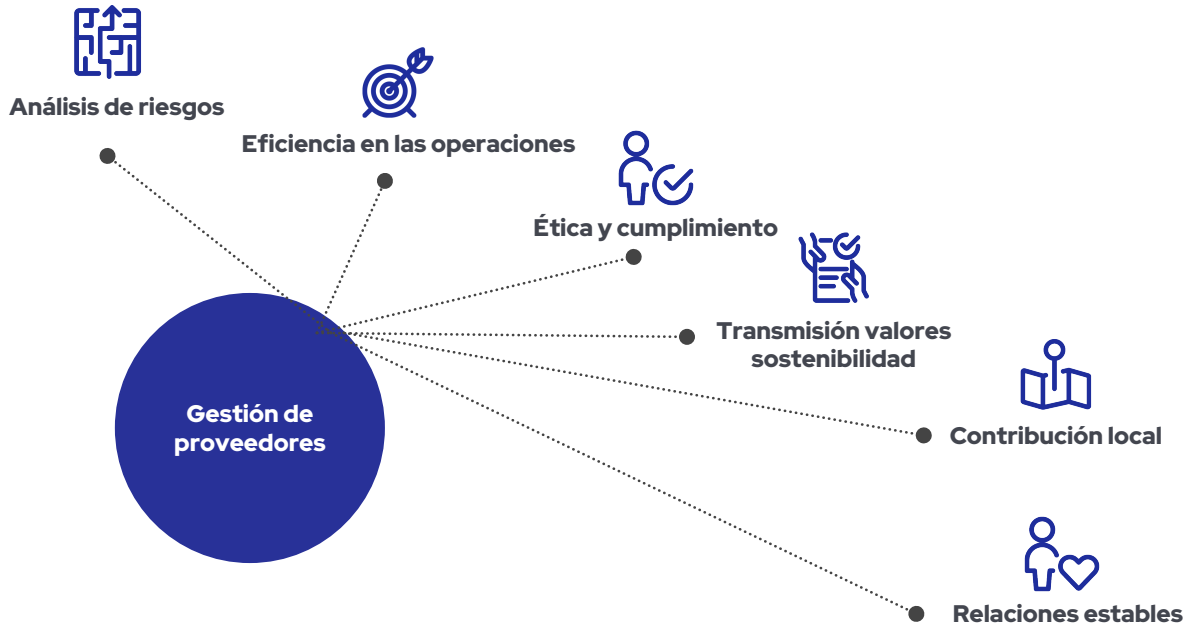 Análisis de riesgos
Eficiencia en las operaciones
Ética y cumplimiento
Transmisión valores
sostenibilidad
Contribución local
Gestión de
proveedores
Relaciones estables